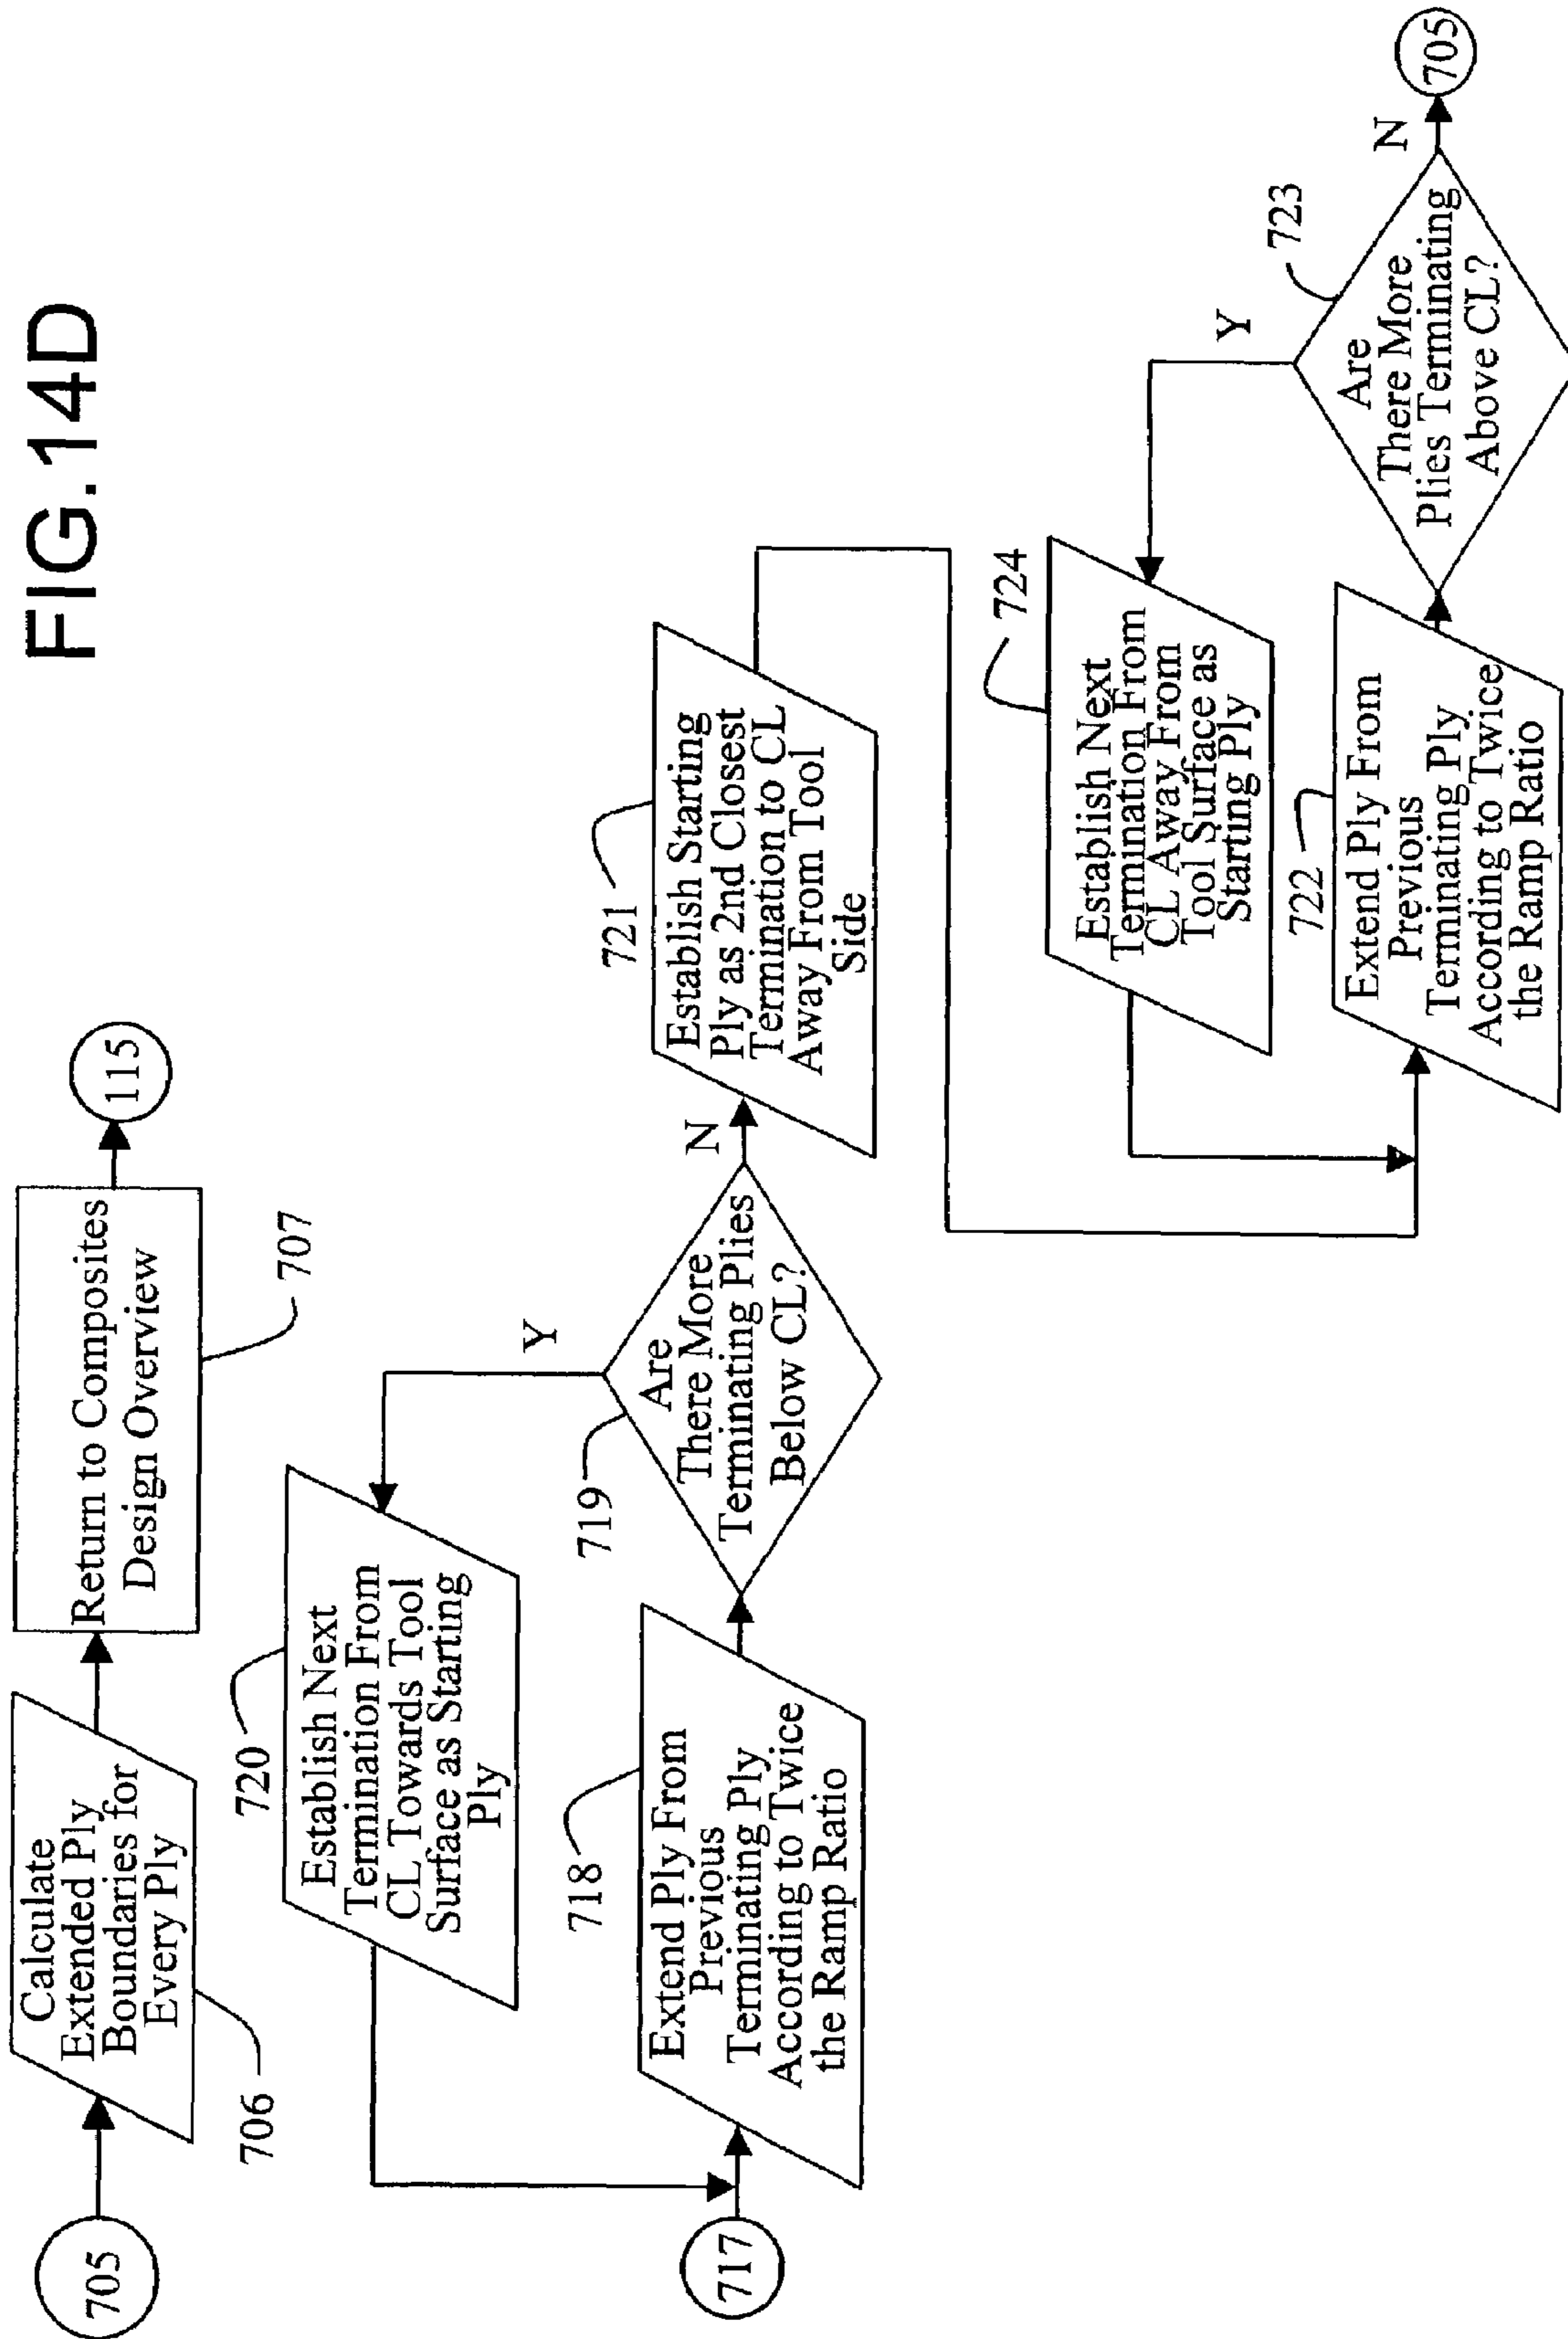 FIG.14D
705
Calculate
Extended Ply
Boundaries for
Every Ply
706
Return to Composites
Design Overview
707
115
720
Establish Next
Termination From
CL Towards Tool
Surface as Starting
Ply
Y
717
718
Extend Ply From
Previous
Terminating Ply
According to Twice
the Ramp Ratio
719
Are
There More
Terminating Plies
Below CL?
N
721
Establish Starting
Ply as 2nd Closest
Termination to CL
Away From Tool
Side
724
Establish Next
Termination From
CL Away From
Tool Surface as
Starting Ply
Y
722
Extend Ply From
Previous
Terminating Ply
According to Twice
the Ramp Ratio
723
Are
There More
Plies Terminating
Above CL?
N
705